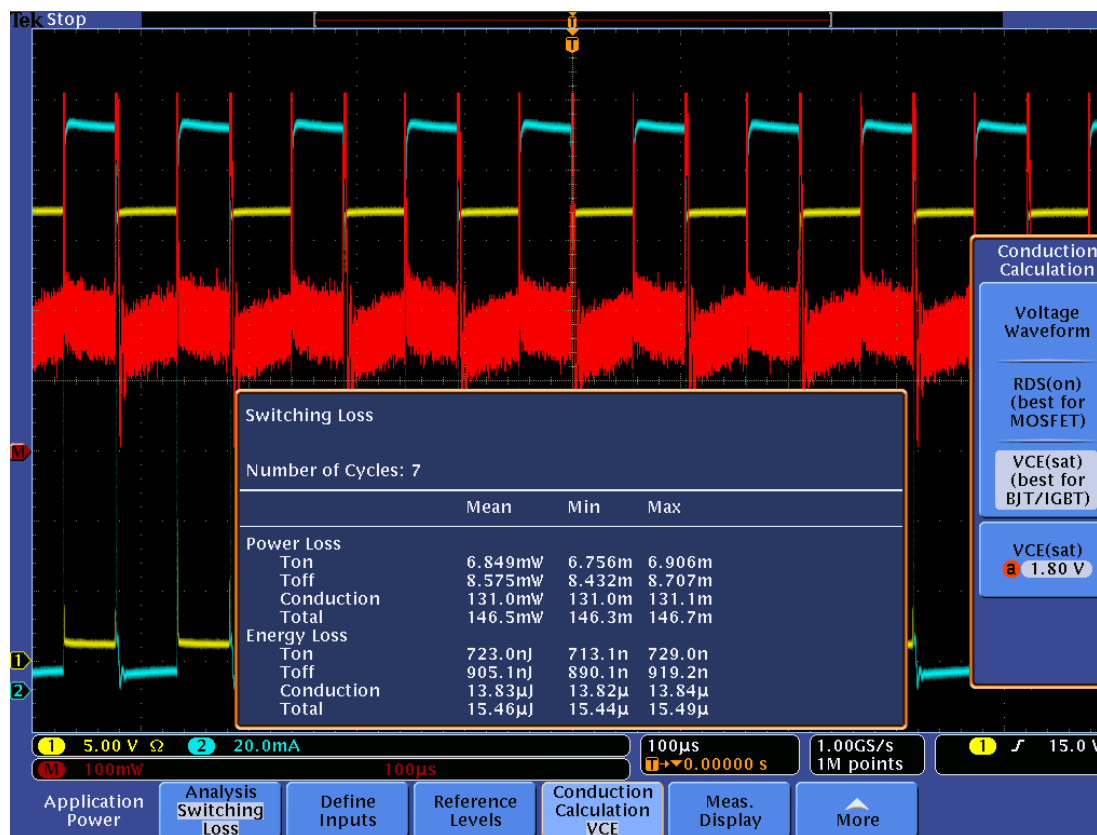 Tek Stop
T
T
Conduction
Calculation
Voltage
Waveform
RDS(on)
(best for
MOSFET)
VCE(sat)
(best for
BJT/IGBT)
VCE(sat)
a 1.80 V
M
1
2
Switching Loss
Number of Cycles: 7
Mean Min Max
Power Loss
Ton 6.849mW 6.756m 6.906m
Toff 8.575mW 8.432m 8.707m
Conduction 131.0mW 131.0m 131.1m
Total 146.5mW 146.3m 146.7m
Energy Loss
Ton 723.0nJ 713.1n 729.0n
Toff 905.1nJ 890.1n 919.2n
Conduction 13.83µJ 13.82µ 13.84µ
Total 15.46µJ 15.44µ 15.49µ
1 5.00 V Ω 2 20.0mA
M 100mW 100µs
100µs
T→▼0.00000 s
1.00GS/s
1M points
1 ∫ 15.0 V
Application
Power
Analysis
Switching
Loss
Define
Inputs
Reference
Levels
Conduction
Calculation
VCE
Meas.
Display
More